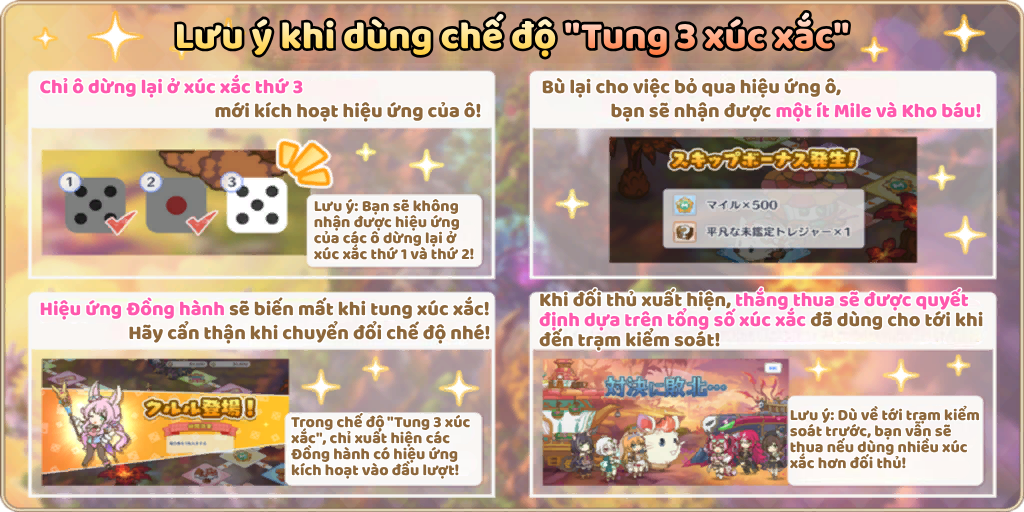 Lưu ý khi dùng chế độ "Tung 3 xúc xắc"
Chỉ ô dừng lại ở xúc xắc thứ 3
mới kích hoạt hiệu ứng của ô!
1
2
3
Lưu ý: Bạn sẽ không
nhận được hiệu ứng
của các ô dừng lại ở
xúc xắc thứ 1 và thứ 2!
Bù lại cho việc bỏ qua hiệu ứng ô,
bạn sẽ nhận được một ít Mile và Kho báu!
スキップボーナス発生!
マイル×500
平凡な未鑑定トレジャー×1
Hiệu ứng Đồng hành sẽ biến mất khi tung xúc xắc!
Hãy cẩn thận khi chuyển đổi chế độ nhé!
クルル登場!
Trong chế độ "Tung 3 xúc
xắc", chỉ xuất hiện các
Đồng hành có hiệu ứng
kích hoạt vào đầu lượt!
Khi đối thủ xuất hiện, thắng thua sẽ được quyết
định dựa trên tổng số xúc xắc đã dùng cho tới khi
đến trạm kiểm soát!
対決に敗北…
Lưu ý: Dù về tới trạm kiểm
soát trước, bạn vẫn sẽ
thua nếu dùng nhiều xúc
xắc hơn đối thủ!